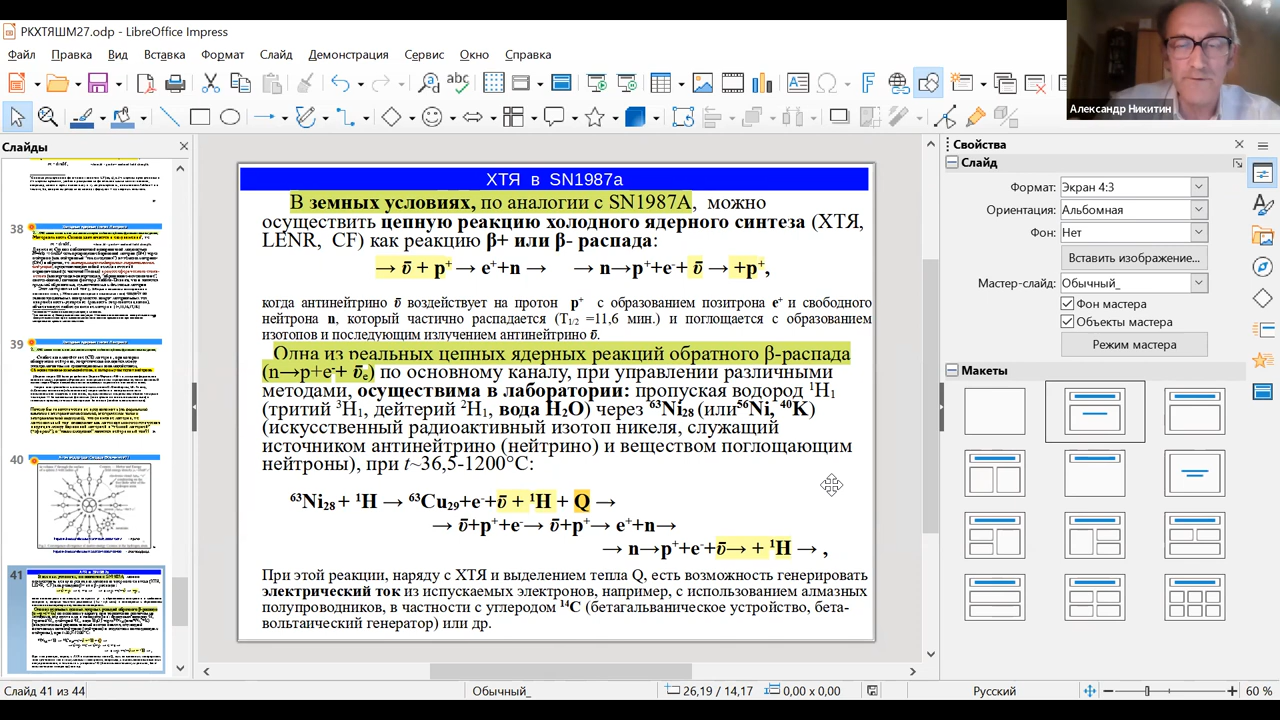 РКХТЯШМ27.odp - LibreOffice Impress
Файл Правка Вид Вставка Формат Слайд Демонстрация Сервис Окно Справка
Александр Никитин
Слайды
38
39
40
41
ХТЯ в SN1987a
В земных условиях, по аналогии с SN1987A, можно
осуществить цепную реакцию холодного ядерного синтеза (ХТЯ,
LENR, CF) как реакцию β+ или β- распада:
→ ῡ + p⁺ → e⁺+n → → n→p⁺+e⁻+ ῡ → +p⁺,
когда антинейтрино ῡ воздействует на протон p⁺ с образованием позитрона e⁺ и свободного
нейтрона n, который частично распадается (T₁/₂ =11,6 мин.) и поглощается с образованием
изотопов и последующим излучением антинейтрино ῡ.
Одна из реальных цепных ядерных реакций обратного β-распада
(n→p+e⁻+ ῡₑ) по основному каналу, при управлении различными
методами, осуществима в лаборатории: пропуская водород ¹H₁
(тритий ³H₁, дейтерий ²H₁, вода H₂O) через ⁶³Ni₂₈ (или⁵⁶Ni, ⁴⁰K)
(искусственный радиоактивный изотоп никеля, служащий
источником антинейтрино (нейтрино) и веществом поглощающим
нейтроны), при t~36,5-1200°C:
⁶³Ni₂₈ + ¹H → ⁶³Cu₂₉+e⁻+ῡ + ¹H + Q →
→ ῡ+p⁺+e⁻→ ῡ+p⁺→ e⁺+n→
→ n→p⁺+e⁻+ῡ→ + ¹H → ,
При этой реакции, наряду с ХТЯ и выделением тепла Q, есть возможность генерировать
электрический ток из испускаемых электронов, например, с использованием алмазных
полупроводников, в частности с углеродом ¹⁴C (бетагальваническое устройство, бета-
вольтаический генератор) или др.
Свойства
Слайд
Формат: Экран 4:3
Ориентация: Альбомная
Фон: Нет
Вставить изображение...
Мастер-слайд: Обычный_
Фон мастера
Объекты мастера
Режим мастера
Макеты
Слайд 41 из 44
Обычный_
26,19 / 14,17
0,00 x 0,00
Русский
60 %